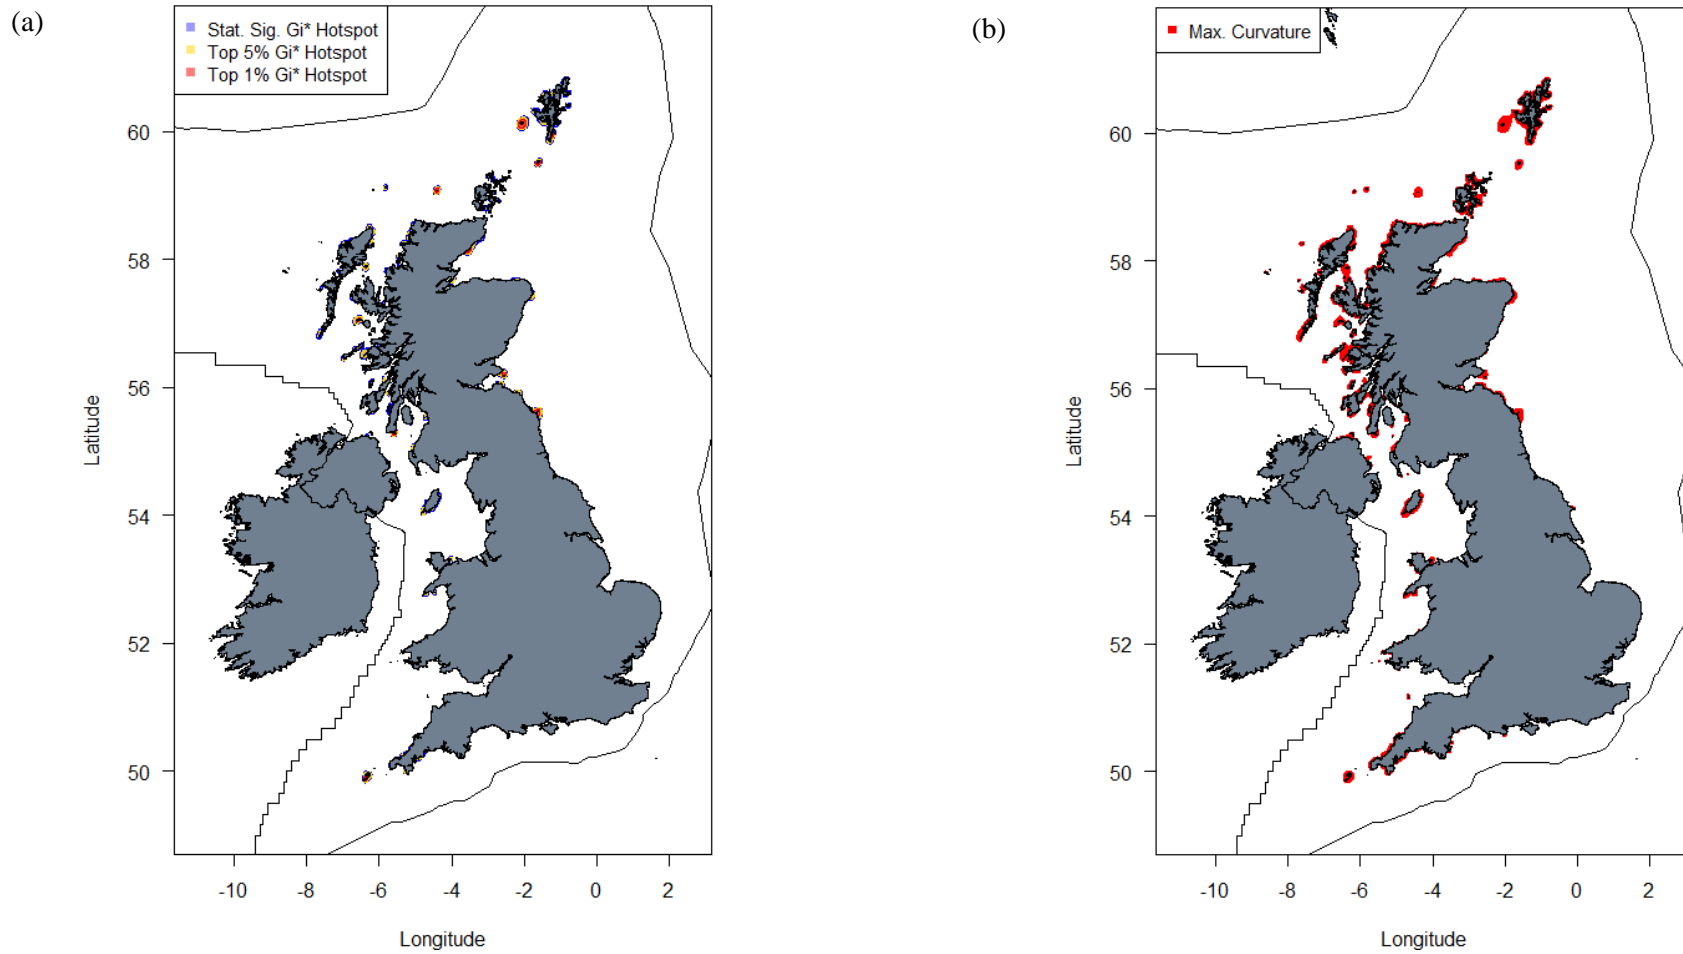 (a)
Stat. Sig. Gi* Hotspot
Top 5% Gi* Hotspot
Top 1% Gi* Hotspot
60
58
56
54
52
50
Latitude
-10
-8
-6
-4
-2
0
2
Longitude
(b)
Max. Curvature
60
58
56
54
52
50
Latitude
-10
-8
-6
-4
-2
0
2
Longitude